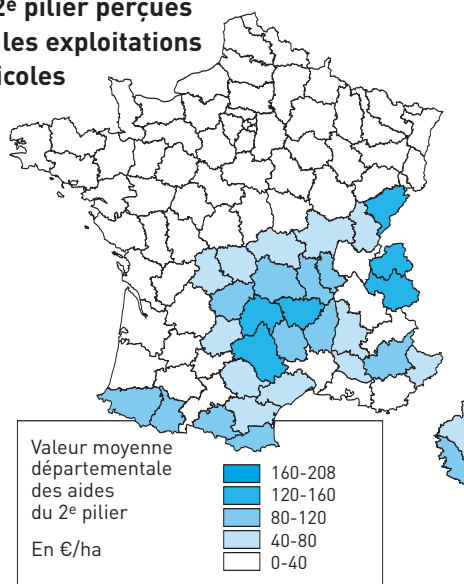 2e pilier perçues
les exploitations
icoles
Valeur moyenne
départementale
des aides
du 2e pilier
En €/ha
160-208
120-160
80-120
40-80
0-40